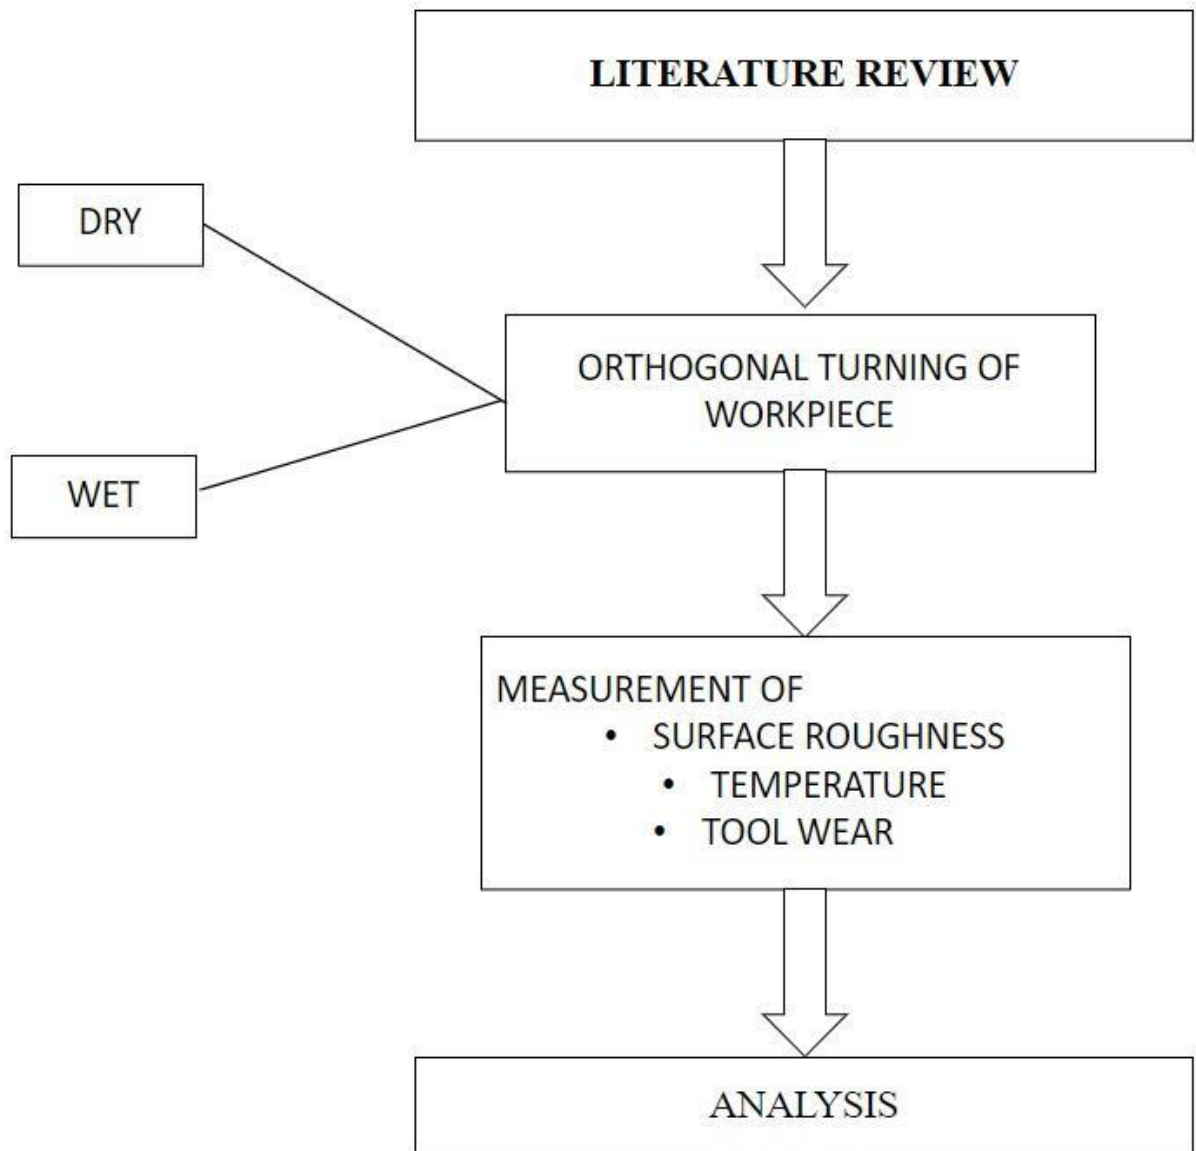 LITERATURE REVIEW
DRY
ORTHOGONAL TURNING OF
WORKPIECE
WET
MEASUREMENT OF
• SURFACE ROUGHNESS
• TEMPERATURE
• TOOL WEAR
ANALYSIS